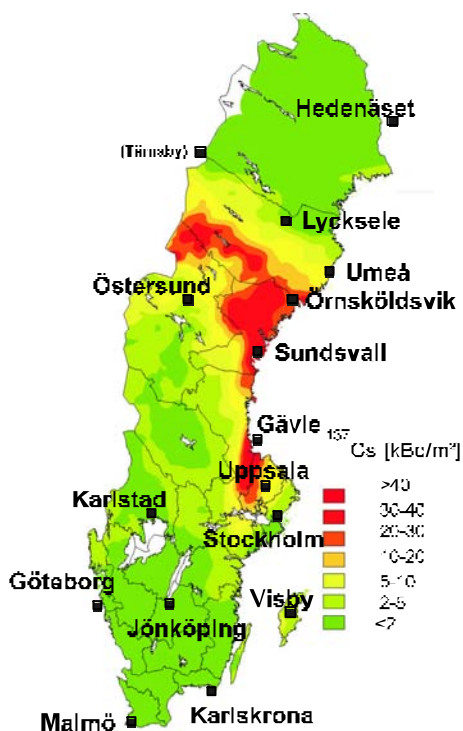 Hedenäset
(Tärnaby)
Lycksele
Umeå
Östersund
Örnsköldsvik
Sundsvall
Gävle
137
Cs [kBq/m²]
Uppsala
>40
30-40
20-30
10-20
5-10
2-5
<2
Karlstad
Stockholm
Göteborg
Visby
Jönköping
Karlskrona
Malmö